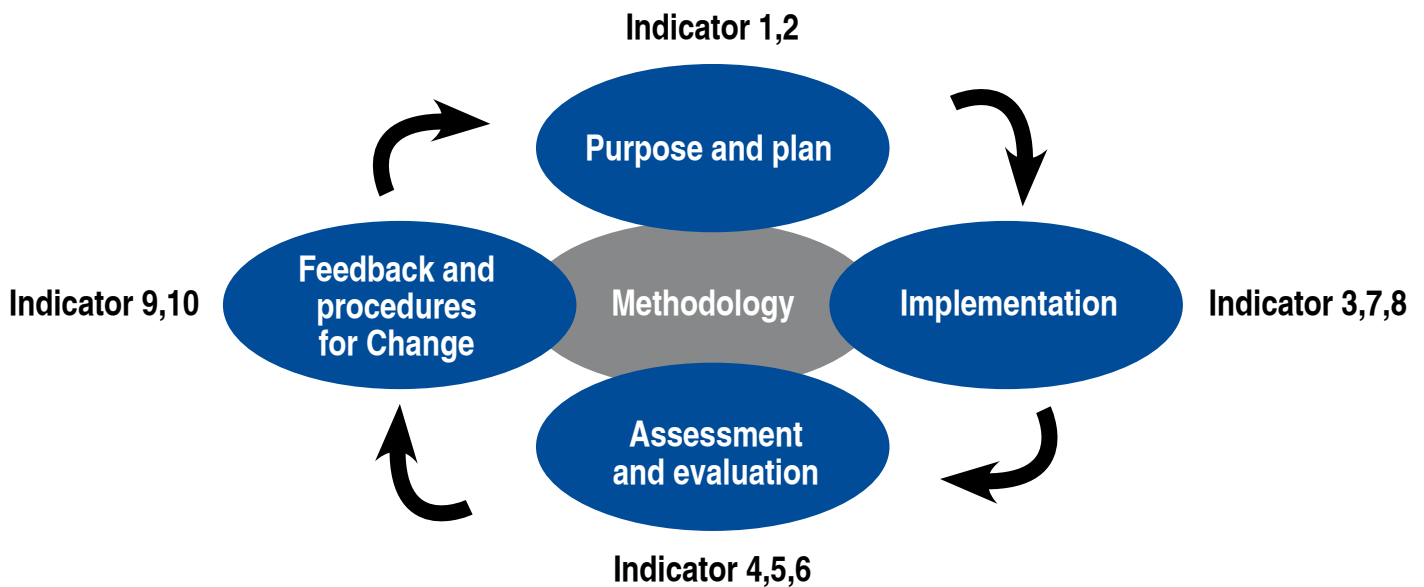 Indicator 1,2
Purpose and plan
Feedback and
procedures
for Change
Indicator 9,10
Methodology
Implementation
Indicator 3,7,8
Assessment
and evaluation
Indicator 4,5,6